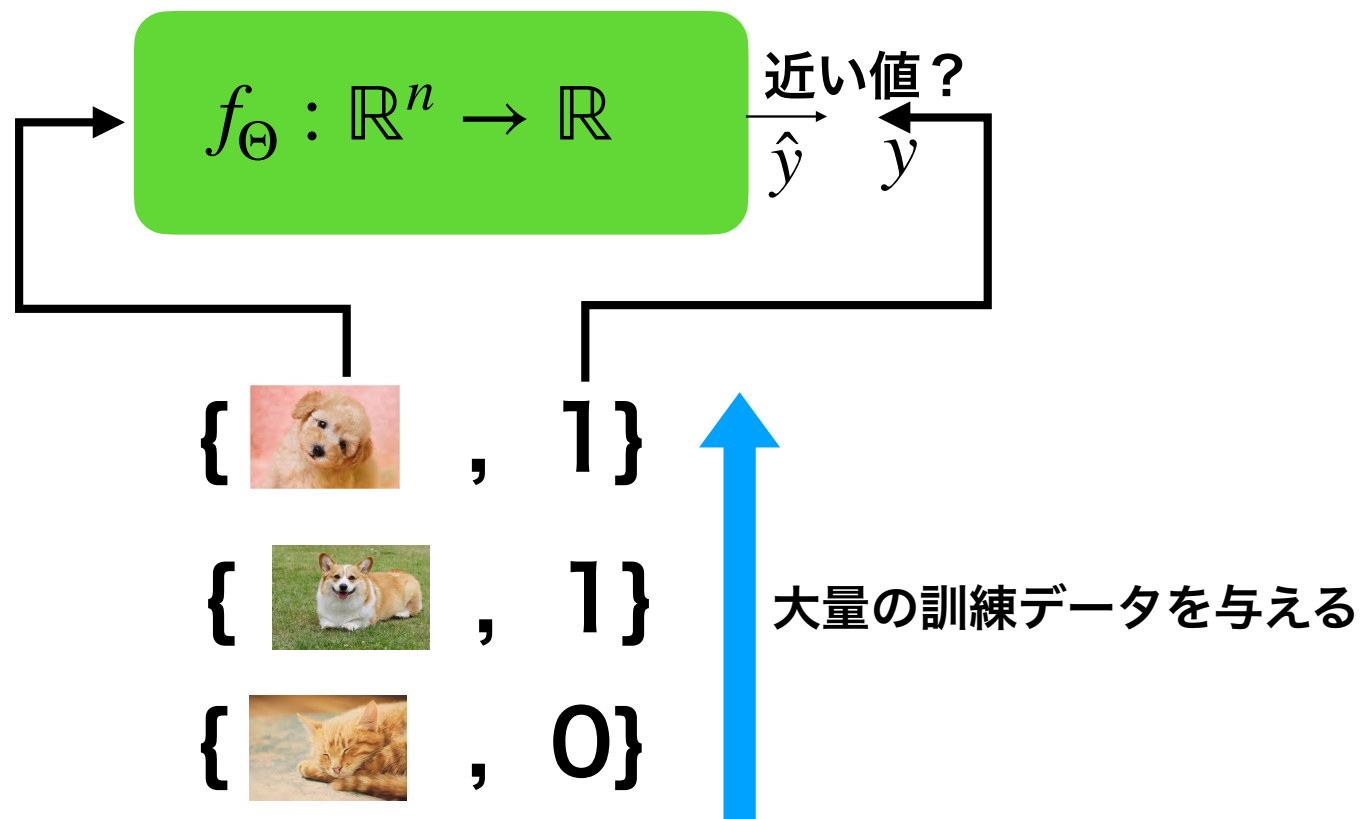 近い値？
f_Θ : ℝⁿ → ℝ
ŷ
y
{ , 1}
{ , 1}
大量の訓練データを与える
{ , 0}